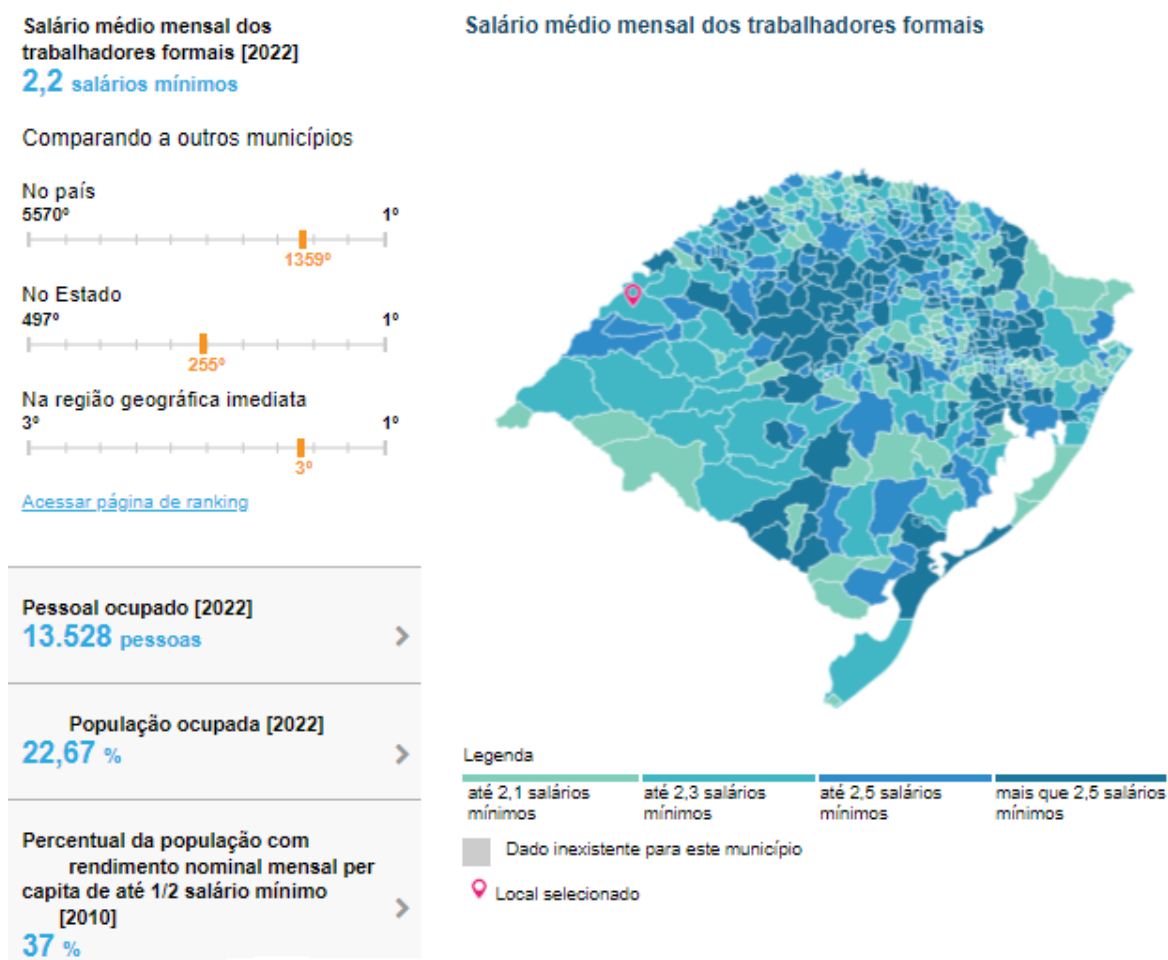 Salário médio mensal dos
trabalhadores formais [2022]
2,2 salários mínimos
Comparando a outros municípios
No país
5570º 1º
1359º
No Estado
497º 1º
255º
Na região geográfica imediata
3º 1º
3º
Acessar página de ranking
Pessoal ocupado [2022]
13.528 pessoas
População ocupada [2022]
22,67 %
Percentual da população com
rendimento nominal mensal per
capita de até 1/2 salário mínimo
[2010]
37 %
Salário médio mensal dos trabalhadores formais
Legenda
até 2,1 salários mínimos
até 2,3 salários mínimos
até 2,5 salários mínimos
mais que 2,5 salários mínimos
Dado inexistente para este município
Local selecionado